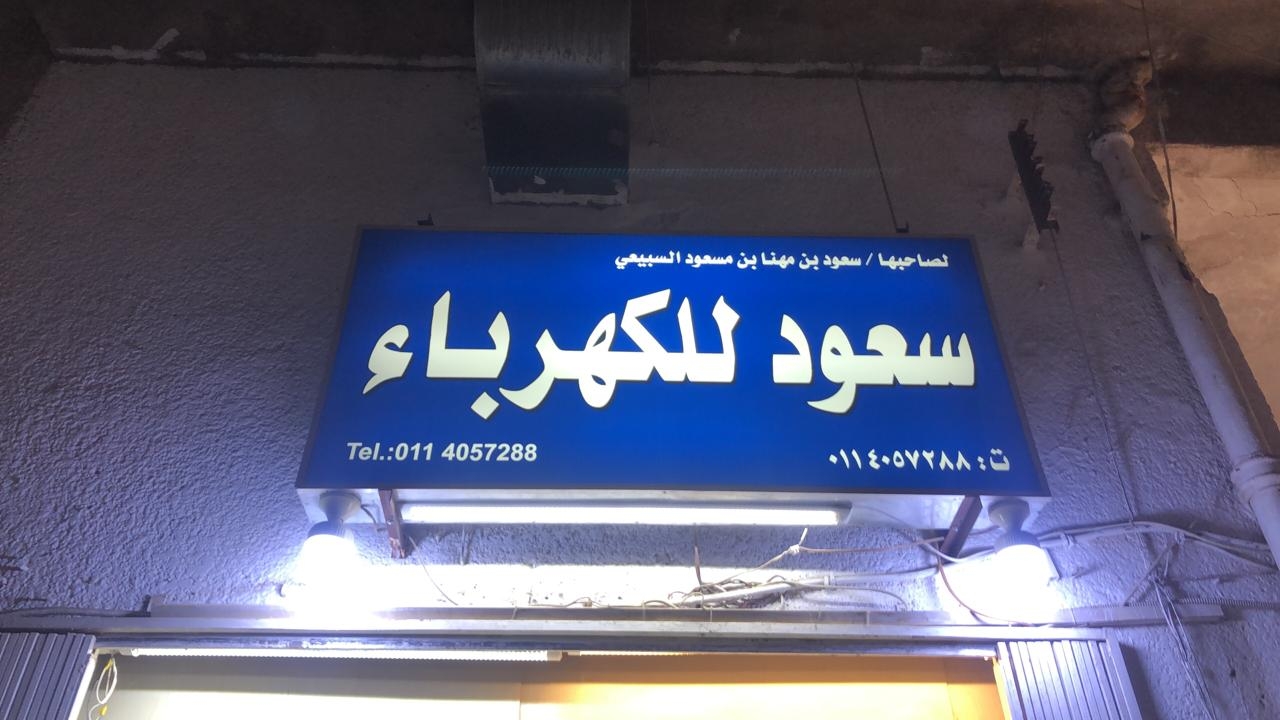 لصاحبها / سعود بن مهنا بن مسعود السبيعي
سعود للكهرباء
ت: ٠١١٤٠٥٧٢٨٨
Tel.:011 4057288